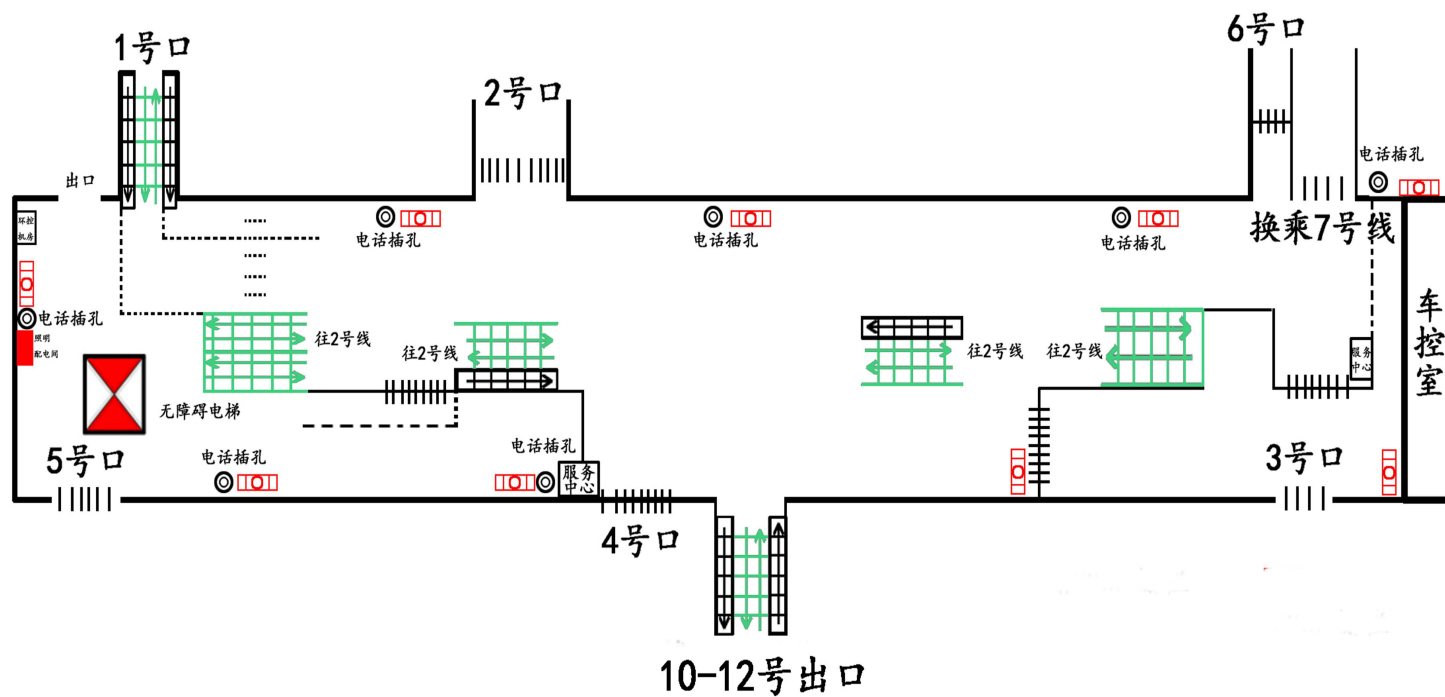 1号口
2号口
6号口
出口
电话插孔
环控
机房
电话插孔
电话插孔
电话插孔
换乘7号线
电话插孔
照明
配电间
往2号线
往2号线
往2号线
往2号线
服务
中心
车控室
无障碍电梯
5号口
电话插孔
电话插孔
服务
中心
3号口
4号口
10-12号出口